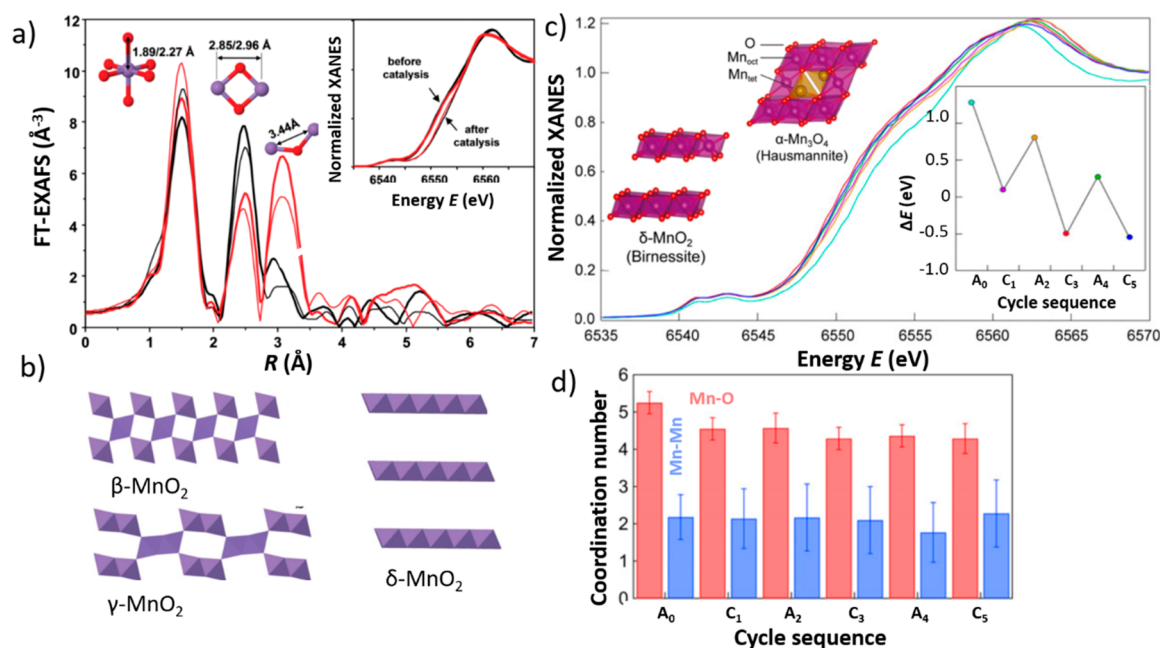 a)
FT-EXAFS (Å⁻³)
12
10
8
6
4
2
0
0 1 2 3 4 5 6 7
R (Å)
1.89/2.27 Å
2.85/2.96 Å
3.44Å
Normalized XANES
before
catalysis
after
catalysis
6540 6550 6560
Energy E (eV)
b)
β-MnO₂
γ-MnO₂
δ-MnO₂
c)
Normalized XANES
1.20
1.0
0.8
0.6
0.4
0.2
0.0
6535 6540 6545 6550 6555 6560 6565 6570
Energy E (eV)
O
Mn_oct
Mn_tet
α-Mn₃O₄
(Hausmannite)
δ-MnO₂
(Birnessite)
ΔE (eV)
1.0
0.5
0
-0.5
-1.0
A₀ C₁ A₂ C₃ A₄ C₅
Cycle sequence
d)
Coordination number
6
5
4
3
2
1
0
Mn-O
Mn-Mn
A₀ C₁ A₂ C₃ A₄ C₅
Cycle sequence